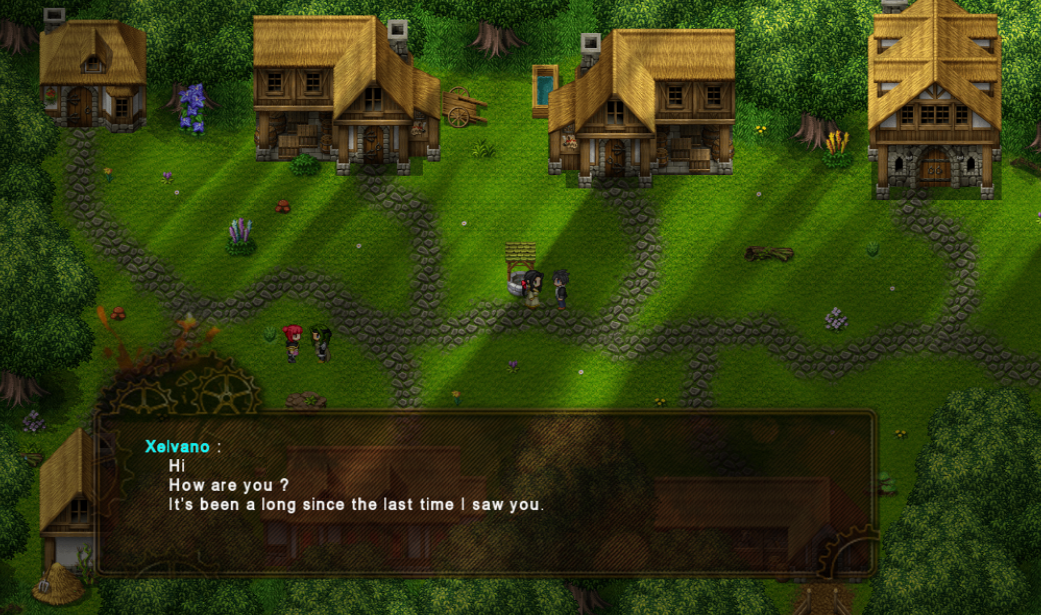 Xelvano :
Hi
How are you ?
It's been a long since the last time I saw you.